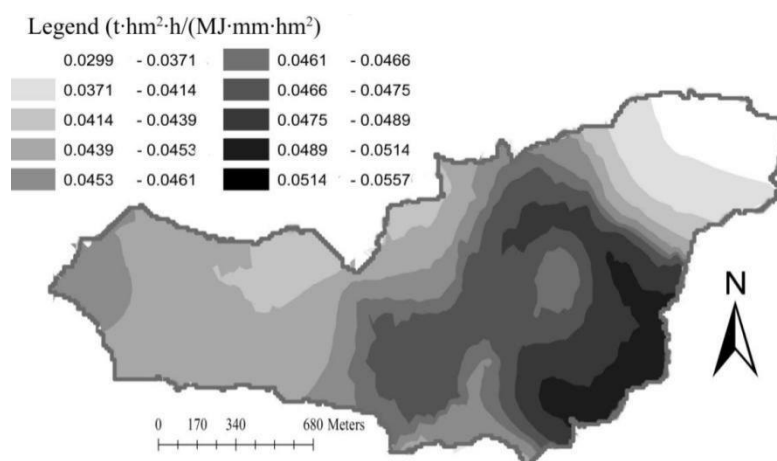 Legend (t·hm²·h/(MJ·mm·hm²)
0.0299 - 0.0371 0.0461 - 0.0466
0.0371 - 0.0414 0.0466 - 0.0475
0.0414 - 0.0439 0.0475 - 0.0489
0.0439 - 0.0453 0.0489 - 0.0514
0.0453 - 0.0461 0.0514 - 0.0557
N
0 170 340 680 Meters